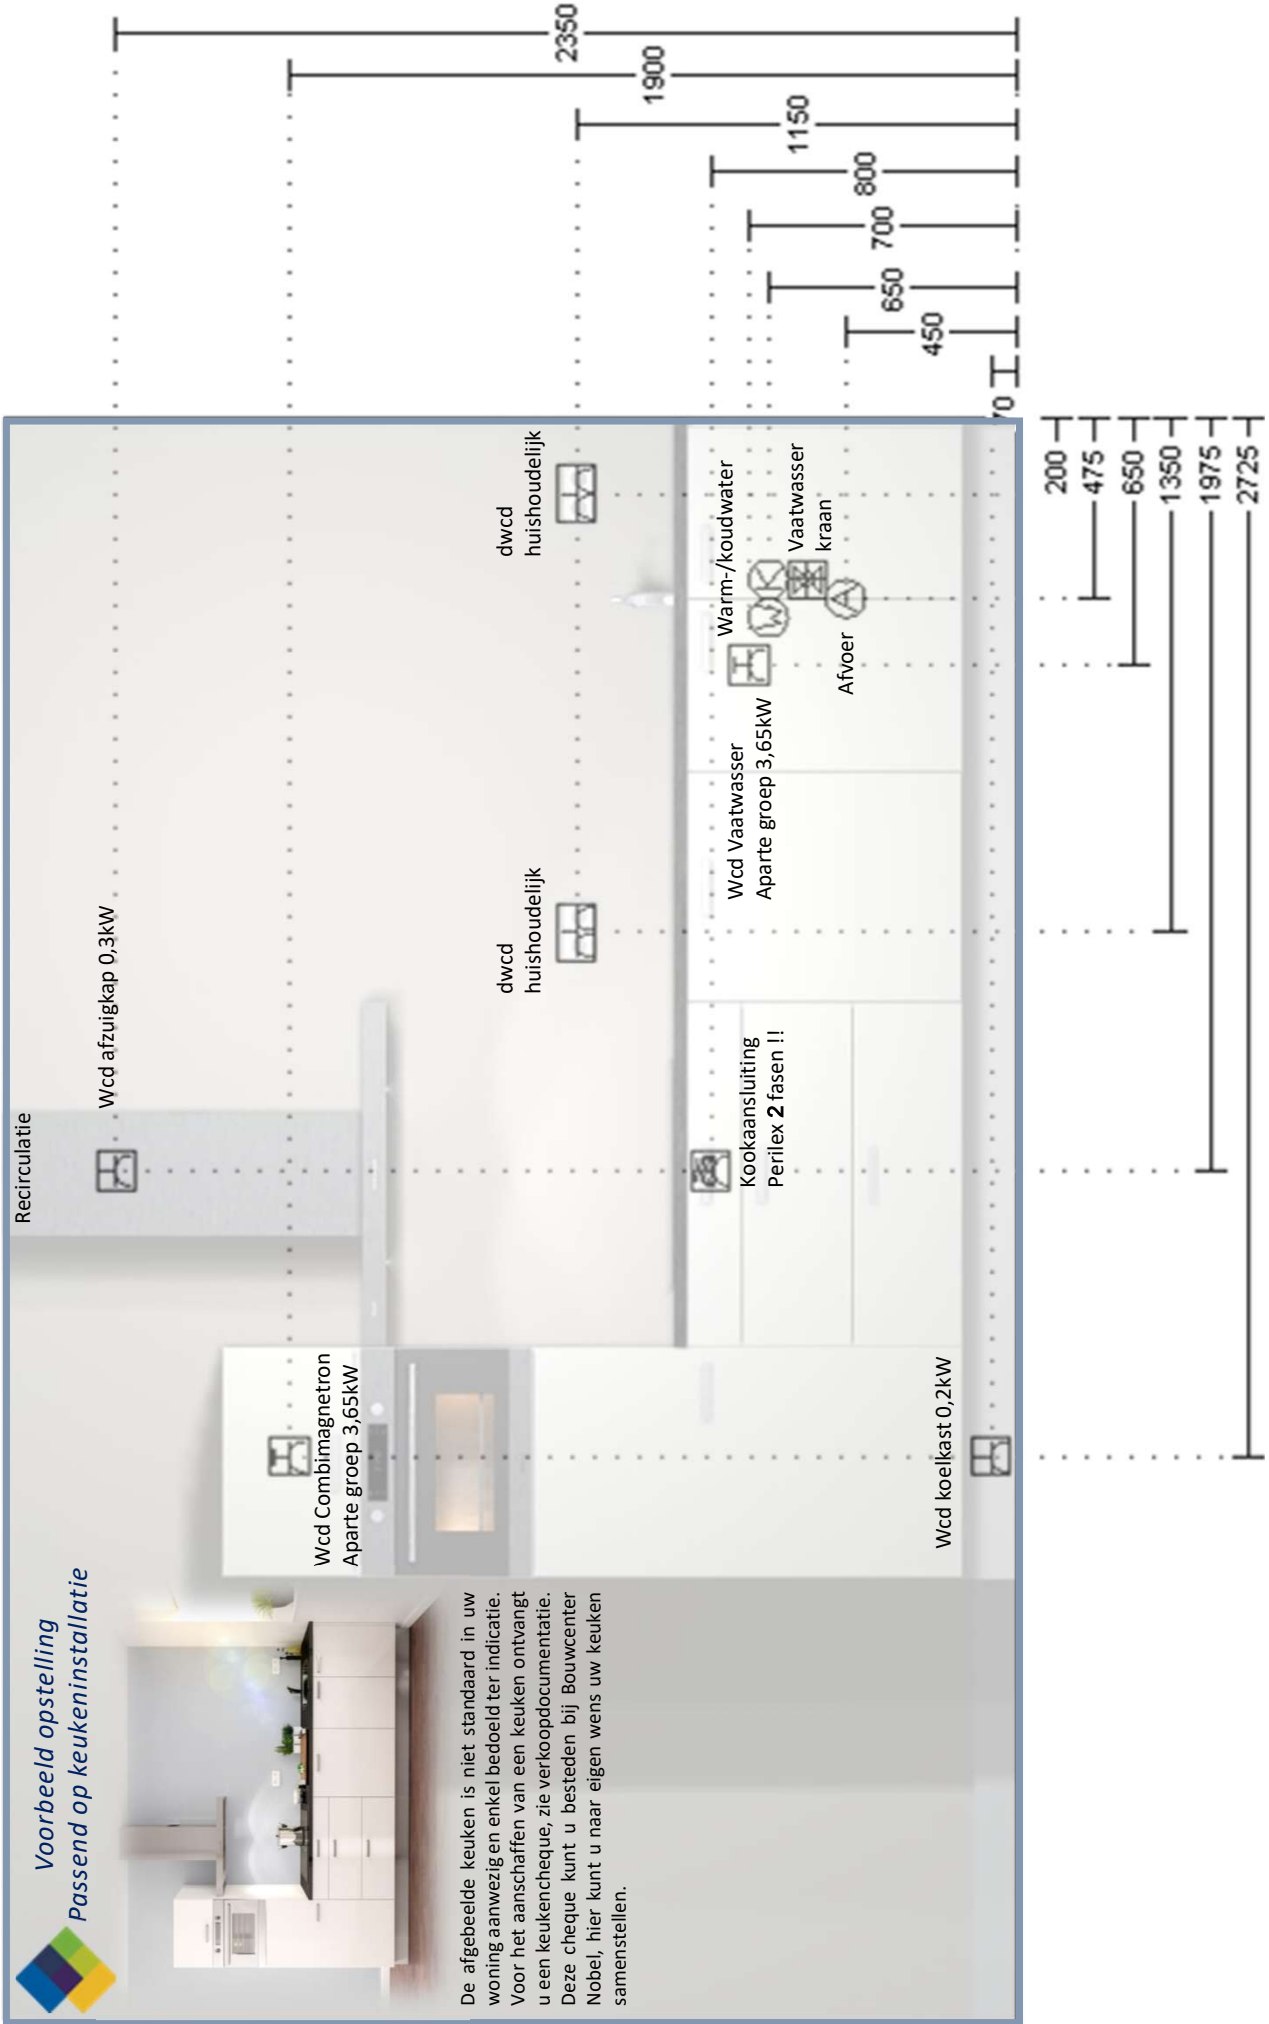 Voorbeeld opstelling
Passend op keukeninstallatie
De afgebeelde keuken is niet standaard in uw
woning aanwezig en enkel bedoeld ter indicatie.
Voor het aanschaffen van een keuken ontvangt
u een keukencheque, zie verkoopdocumentatie.
Deze cheque kunt u besteden bij Bouwcenter
Nobel, hier kunt u naar eigen wens uw keuken
samenstellen.
Recirculatie
Wcd afzuigkap 0,3kW
Wcd Combimagnetron
Aparte groep 3,65kW
dwcd
huishoudelijk
dwcd
huishoudelijk
Kookaansluiting
Perilex 2 fasen !!
Wcd Vaatwasser
Aparte groep 3,65kW
Warm-/koudwater
W
K
Vaatwasser
kraan
A
Afvoer
Wcd koelkast 0,2kW
2350
1900
1150
800
700
650
450
70
200
475
650
1350
1975
2725